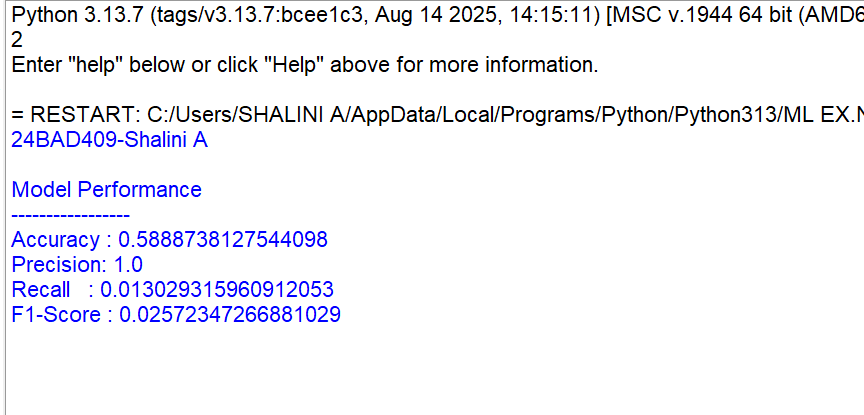 Python 3.13.7 (tags/v3.13.7:bcee1c3, Aug 14 2025, 14:15:11) [MSC v.1944 64 bit (AMD6
2
Enter "help" below or click "Help" above for more information.
= RESTART: C:/Users/SHALINI A/AppData/Local/Programs/Python/Python313/ML EX.N
24BAD409-Shalini A
Model Performance
-----------------
Accuracy : 0.5888738127544098
Precision: 1.0
Recall   : 0.013029315960912053
F1-Score : 0.02572347266881029